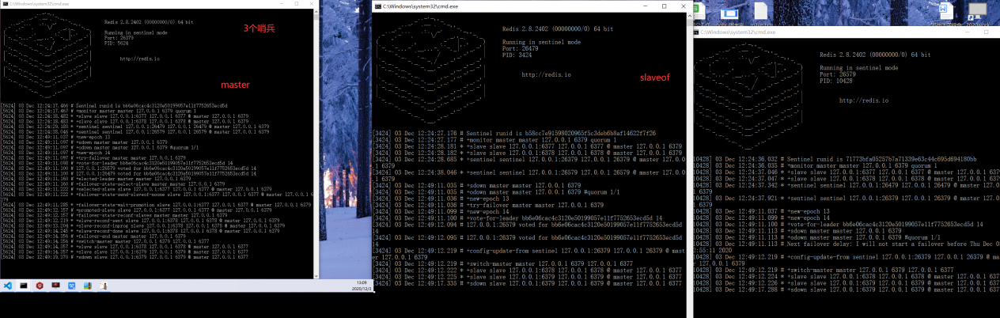 C:\Windows\system32\cmd.exe
Redis 2.8.2402 (00000000/0) 64 bit
3个哨兵
Running in sentinel mode
Port: 26379
PID: 5624
http://redis.io
master
[5624] 03 Dec 12:24:17.466 # Sentinel runid is bb6e06cac4c3120e50199057e11f7752653ecd5d
[5624] 03 Dec 12:24:17.467 # +monitor master master 127.0.0.1 6379 quorum 1
[5624] 03 Dec 12:24:18.482 * +slave slave 127.0.0.1:6377 127.0.0.1 6377 @ master 127.0.0.1 6379
[5624] 03 Dec 12:24:18.483 * +slave slave 127.0.0.1:6378 127.0.0.1 6378 @ master 127.0.0.1 6379
[5624] 03 Dec 12:24:29.180 * +sentinel sentinel 127.0.0.1:26479 127.0.0.1 26479 @ master 127.0.0.1 6379
[5624] 03 Dec 12:24:38.046 * +sentinel sentinel 127.0.0.1:26579 127.0.0.1 26579 @ master 127.0.0.1 6379
[5624] 03 Dec 12:49:11.037 # +new-epoch 13
[5624] 03 Dec 12:49:11.097 # +sdown master master 127.0.0.1 6379
[5624] 03 Dec 12:49:11.097 # +odown master master 127.0.0.1 6379 #quorum 1/1
[5624] 03 Dec 12:49:11.097 # +new-epoch 14
[5624] 03 Dec 12:49:11.097 # +try-failover master master 127.0.0.1 6379
[5624] 03 Dec 12:49:11.098 # +vote-for-leader bb6e06cac4c3120e50199057e11f7752653ecd5d 14
[5624] 03 Dec 12:49:11.100 # 127.0.0.1:26579 voted for bb6e06cac4c3120e50199057e11f7752653ecd5d 14
[5624] 03 Dec 12:49:11.100 # 127.0.0.1:26479 voted for bb6e06cac4c3120e50199057e11f7752653ecd5d 14
[5624] 03 Dec 12:49:11.160 # +elected-leader master master 127.0.0.1 6379
[5624] 03 Dec 12:49:11.160 # +failover-state-select-slave master master 127.0.0.1 6379
[5624] 03 Dec 12:49:11.222 # +selected-slave slave 127.0.0.1:6377 127.0.0.1 6377 @ master 127.0.0.1 6379
[5624] 03 Dec 12:49:11.222 * +failover-state-send-slaveof-noone slave 127.0.0.1:6377 127.0.0.1 6377 @ master 127.0.0.1 6
379
[5624] 03 Dec 12:49:11.285 * +failover-state-wait-promotion slave 127.0.0.1:6377 127.0.0.1 6377 @ master 127.0.0.1 6379
[5624] 03 Dec 12:49:12.157 # +promoted-slave slave 127.0.0.1:6377 127.0.0.1 6377 @ master 127.0.0.1 6379
[5624] 03 Dec 12:49:12.157 # +failover-state-reconf-slaves master master 127.0.0.1 6379
[5624] 03 Dec 12:49:12.219 * +slave-reconf-sent slave 127.0.0.1:6378 127.0.0.1 6378 @ master 127.0.0.1 6379
[5624] 03 Dec 12:49:13.204 * +slave-reconf-inprog slave 127.0.0.1:6378 127.0.0.1 6378 @ master 127.0.0.1 6379
[5624] 03 Dec 12:49:14.245 * +slave-reconf-done slave 127.0.0.1:6378 127.0.0.1 6378 @ master 127.0.0.1 6379
[5624] 03 Dec 12:49:14.356 # +failover-end master master 127.0.0.1 6379
[5624] 03 Dec 12:49:14.356 # +switch-master master 127.0.0.1 6379 127.0.0.1 6377
[5624] 03 Dec 12:49:14.357 * +slave slave 127.0.0.1:6378 127.0.0.1 6378 @ master 127.0.0.1 6377
[5624] 03 Dec 12:49:14.357 * +slave slave 127.0.0.1:6379 127.0.0.1 6379 @ master 127.0.0.1 6377
[5624] 03 Dec 12:49:19.370 # +sdown slave 127.0.0.1:6379 127.0.0.1 6379 @ master 127.0.0.1 6377
13:09
2020/12/3
C:\Windows\system32\cmd.exe
Redis 2.8.2402 (00000000/0) 64 bit
Running in sentinel mode
Port: 26479
PID: 3424
http://redis.io
slaveof
[3424] 03 Dec 12:24:27.176 # Sentinel runid is b58cc7e91598020965f5c3deb6b8af14622f7f26
[3424] 03 Dec 12:24:27.177 # +monitor master master 127.0.0.1 6379 quorum 1
[3424] 03 Dec 12:24:28.181 * +slave slave 127.0.0.1:6377 127.0.0.1 6377 @ master 127.0.0.1 6379
[3424] 03 Dec 12:24:28.182 * +slave slave 127.0.0.1:6378 127.0.0.1 6378 @ master 127.0.0.1 6379
[3424] 03 Dec 12:24:28.685 * +sentinel sentinel 127.0.0.1:26379 127.0.0.1 26379 @ master 127.0.0.
1 6379
[3424] 03 Dec 12:24:38.046 * +sentinel sentinel 127.0.0.1:26579 127.0.0.1 26579 @ master 127.0.0.
1 6379
[3424] 03 Dec 12:49:11.035 # +sdown master master 127.0.0.1 6379
[3424] 03 Dec 12:49:11.035 # +odown master master 127.0.0.1 6379 #quorum 1/1
[3424] 03 Dec 12:49:11.036 # +new-epoch 13
[3424] 03 Dec 12:49:11.036 # +try-failover master master 127.0.0.1 6379
[3424] 03 Dec 12:49:11.099 # +new-epoch 14
[3424] 03 Dec 12:49:11.100 # +vote-for-leader bb6e06cac4c3120e50199057e11f7752653ecd5d 14
[3424] 03 Dec 12:49:12.094 # 127.0.0.1:26579 voted for bb6e06cac4c3120e50199057e11f7752653ecd5d
14
[3424] 03 Dec 12:49:12.095 # 127.0.0.1:26379 voted for bb6e06cac4c3120e50199057e11f7752653ecd5d
14
[3424] 03 Dec 12:49:12.219 # +config-update-from sentinel 127.0.0.1:26379 127.0.0.1 26379 @ mast
er 127.0.0.1 6379
[3424] 03 Dec 12:49:12.219 # +switch-master master 127.0.0.1 6379 127.0.0.1 6377
[3424] 03 Dec 12:49:12.222 * +slave slave 127.0.0.1:6378 127.0.0.1 6378 @ master 127.0.0.1 6377
[3424] 03 Dec 12:49:12.225 * +slave slave 127.0.0.1:6379 127.0.0.1 6379 @ master 127.0.0.1 6377
[3424] 03 Dec 12:49:17.335 # +sdown slave 127.0.0.1:6379 127.0.0.1 6379 @ master 127.0.0.1 6377
C:\Windows\system32\cmd.exe
Redis 2.8.2402 (00000000/0) 64 bit
Running in sentinel mode
Port: 26579
PID: 10428
http://redis.io
10428] 03 Dec 12:24:36.032 # Sentinel runid is 71773bfa05257b7a71339e63c44c695d694180bb
10428] 03 Dec 12:24:36.035 # +monitor master master 127.0.0.1 6379 quorum 1
10428] 03 Dec 12:24:37.046 * +slave slave 127.0.0.1:6377 127.0.0.1 6377 @ master 127.0.0.1 6379
10428] 03 Dec 12:24:37.047 * +slave slave 127.0.0.1:6378 127.0.0.1 6378 @ master 127.0.0.1 6379
10428] 03 Dec 12:24:37.342 * +sentinel sentinel 127.0.0.1:26479 127.0.0.1 26479 @ master 127.0.0
1 6379
10428] 03 Dec 12:24:37.921 * +sentinel sentinel 127.0.0.1:26379 127.0.0.1 26379 @ master 127.0.0
1 6379
10428] 03 Dec 12:49:11.037 # +new-epoch 13
10428] 03 Dec 12:49:11.099 # +new-epoch 14
10428] 03 Dec 12:49:11.100 # +vote-for-leader bb6e06cac4c3120e50199057e11f7752653ecd5d 14
10428] 03 Dec 12:49:11.113 # +sdown master master 127.0.0.1 6379
10428] 03 Dec 12:49:11.113 # +odown master master 127.0.0.1 6379 #quorum 1/1
10428] 03 Dec 12:49:11.113 # Next failover delay: I will not start a failover before Thu Dec 03
2:55:11 2020
10428] 03 Dec 12:49:12.219 # +config-update-from sentinel 127.0.0.1:26379 127.0.0.1 26379 @ mas
er 127.0.0.1 6379
10428] 03 Dec 12:49:12.219 # +switch-master master 127.0.0.1 6379 127.0.0.1 6377
10428] 03 Dec 12:49:12.224 * +slave slave 127.0.0.1:6378 127.0.0.1 6378 @ master 127.0.0.1 6377
10428] 03 Dec 12:49:12.226 * +slave slave 127.0.0.1:6379 127.0.0.1 6379 @ master 127.0.0.1 6377
10428] 03 Dec 12:49:17.288 # +sdown slave 127.0.0.1:6379 127.0.0.1 6379 @ master 127.0.0.1 6377